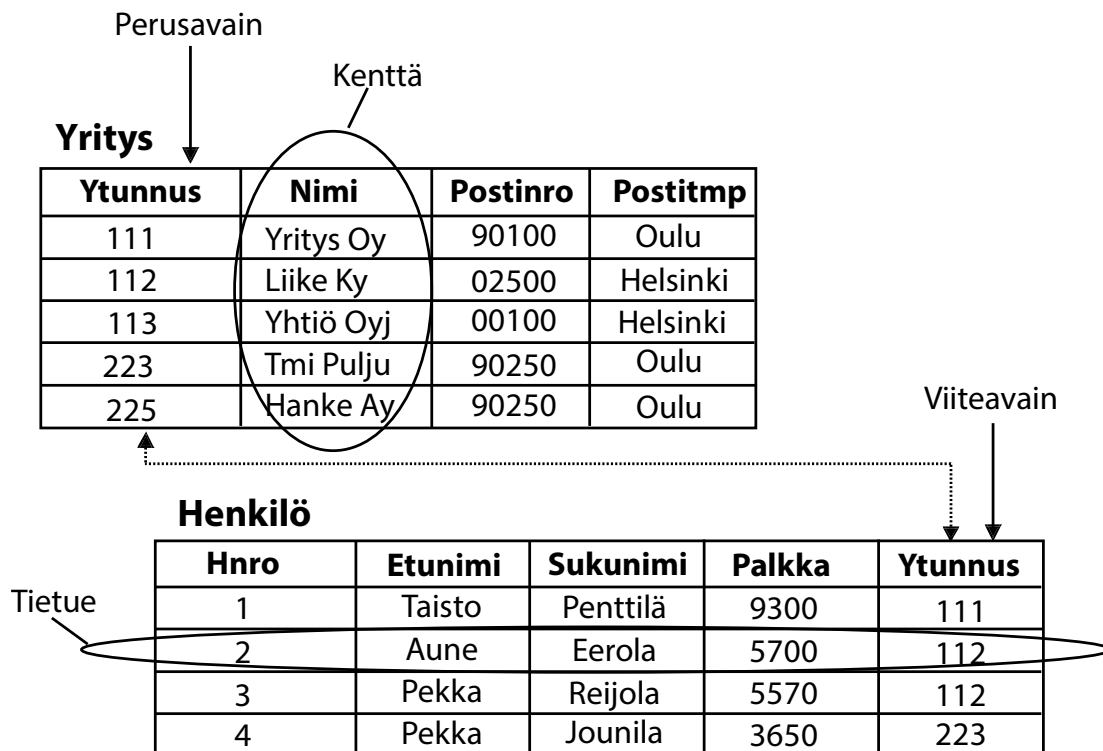 Perusavain
Kenttä
Yritys
Ytunnus Nimi Postinro Postitmp
111 Yritys Oy 90100 Oulu
112 Liike Ky 02500 Helsinki
113 Yhtiö Oyj 00100 Helsinki
223 Tmi Pulju 90250 Oulu
225 Hanke Ay 90250 Oulu
Viiteavain
Henkilö
Hnro Etunimi Sukunimi Palkka Ytunnus
Tietue
1 Taisto Penttilä 9300 111
2 Aune Eerola 5700 112
3 Pekka Reijola 5570 112
4 Pekka Jounila 3650 223